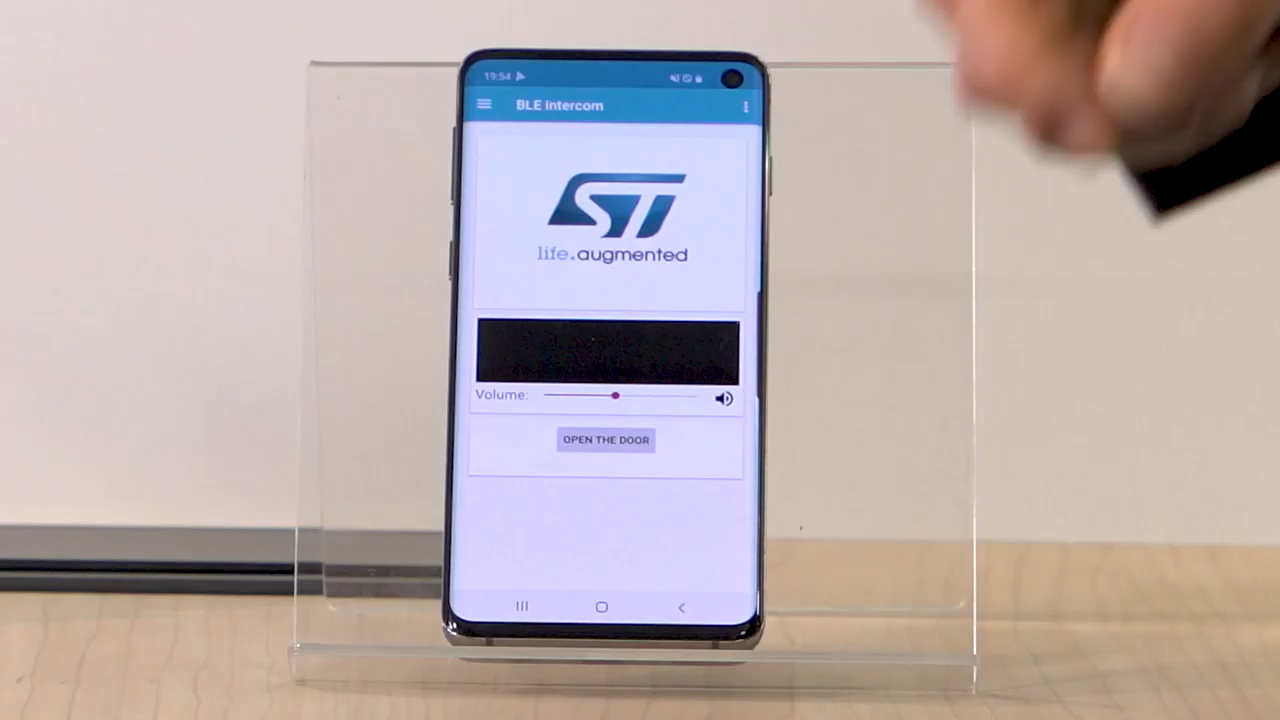 19:54
BLE intercom
ST
life.augmented
Volume:
OPEN THE DOOR